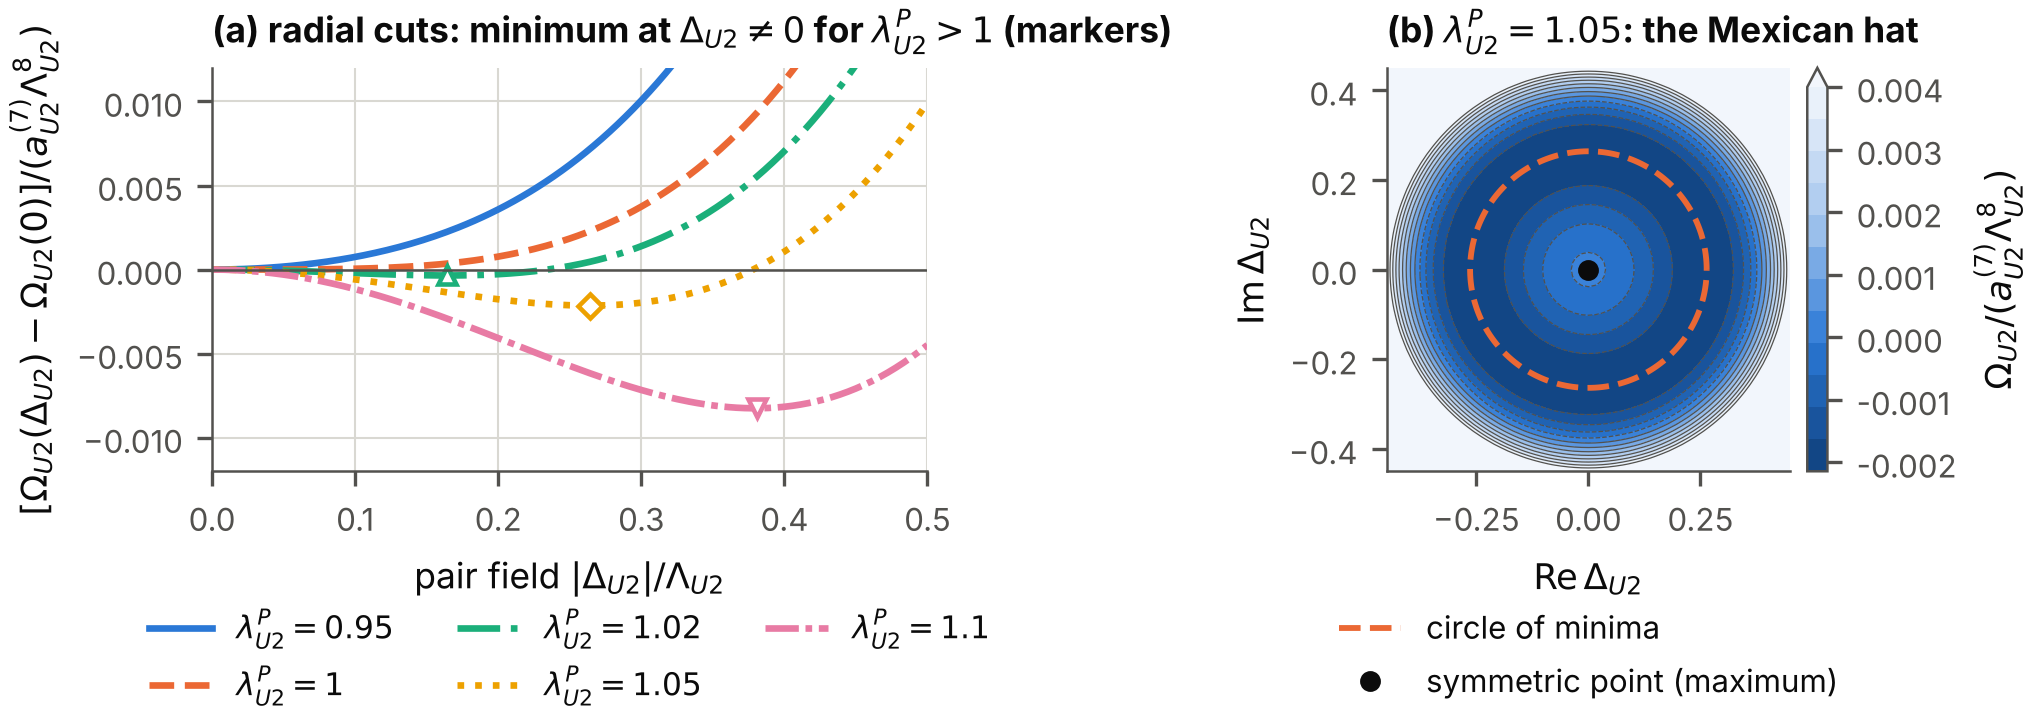 (a) radial cuts: minimum at Δ_{U2} ≠ 0 for λ^P_{U2} > 1 (markers)
[Ω_{U2}(Δ_{U2}) − Ω_{U2}(0)]/(a^{(7)}_{U2}Λ^8_{U2})
0.010
0.005
0.000
−0.005
−0.010
0.0 0.1 0.2 0.3 0.4 0.5
pair field |Δ_{U2}|/Λ_{U2}
λ^P_{U2} = 0.95
λ^P_{U2} = 1
λ^P_{U2} = 1.02
λ^P_{U2} = 1.05
λ^P_{U2} = 1.1
(b) λ^P_{U2} = 1.05: the Mexican hat
Im Δ_{U2}
0.4
0.2
0.0
−0.2
−0.4
−0.25 0.00 0.25
Re Δ_{U2}
circle of minima
symmetric point (maximum)
0.004
0.003
0.002
0.001
0.000
-0.001
-0.002
Ω_{U2}/(a^{(7)}_{U2}Λ^8_{U2})